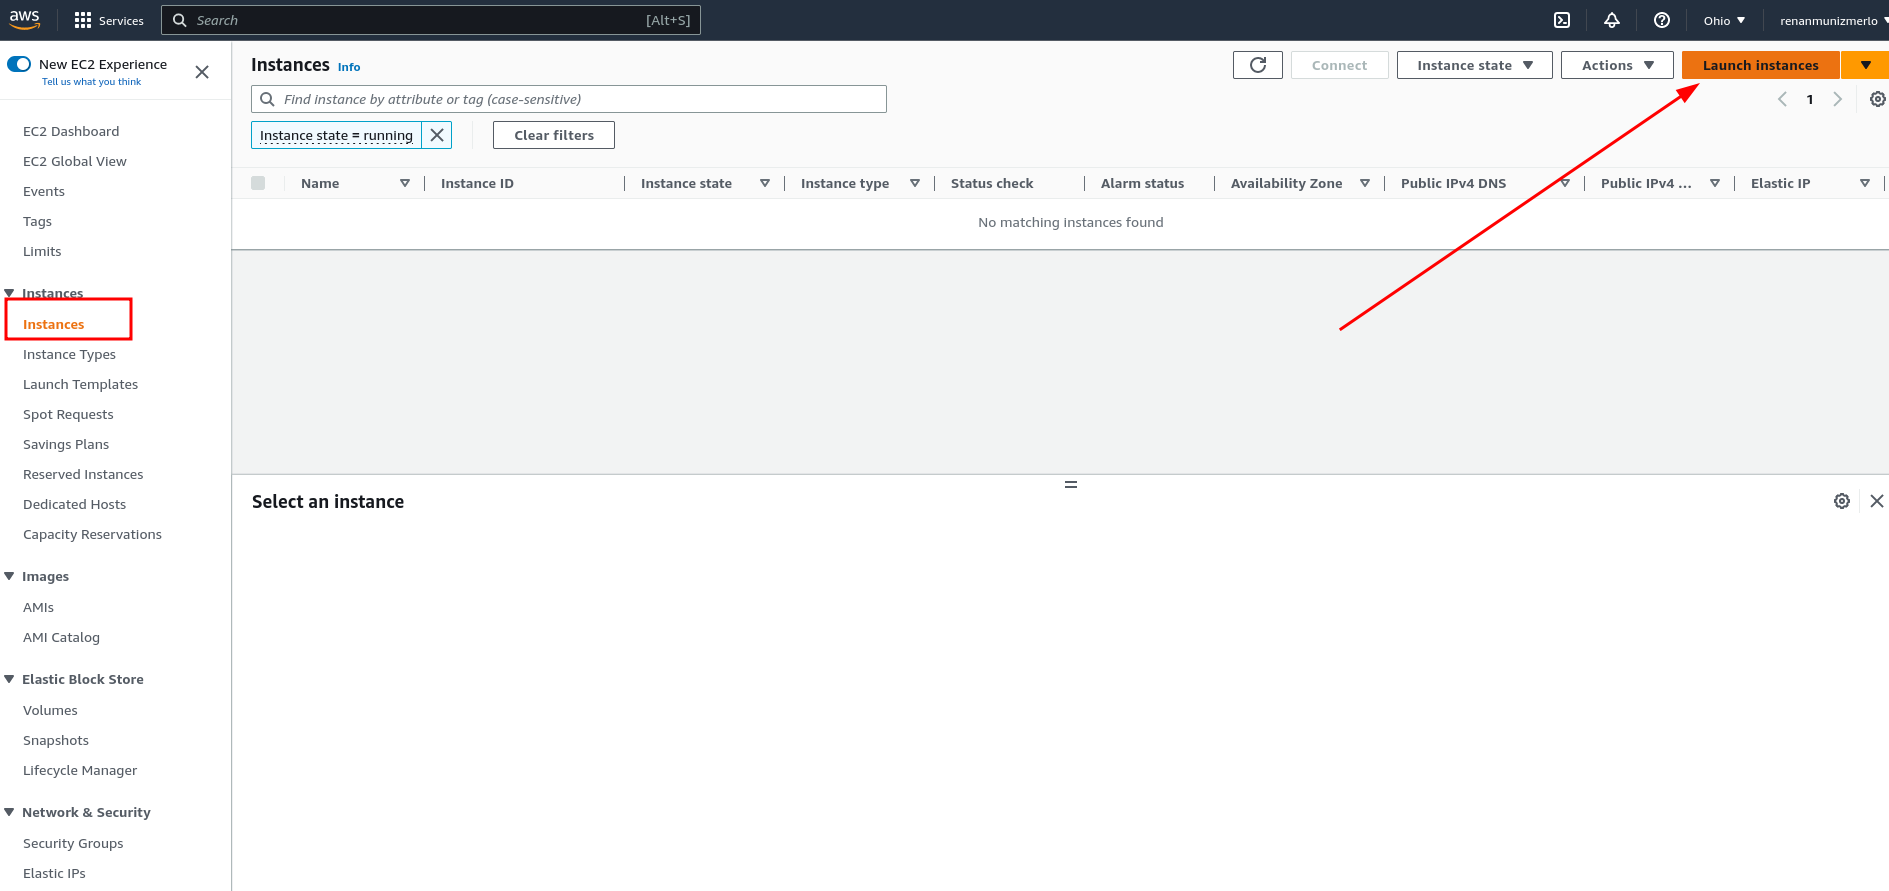 aws
Services
Search
[Alt+S]
Ohio
renanmunizmerlo
New EC2 Experience
Tell us what you think
EC2 Dashboard
EC2 Global View
Events
Tags
Limits
Instances
Instances
Instance Types
Launch Templates
Spot Requests
Savings Plans
Reserved Instances
Dedicated Hosts
Capacity Reservations
Images
AMIs
AMI Catalog
Elastic Block Store
Volumes
Snapshots
Lifecycle Manager
Network & Security
Security Groups
Elastic IPs
Instances Info
Connect
Instance state
Actions
Launch instances
Find instance by attribute or tag (case-sensitive)
1
Instance state = running
Clear filters
Name
Instance ID
Instance state
Instance type
Status check
Alarm status
Availability Zone
Public IPv4 DNS
Public IPv4 ...
Elastic IP
No matching instances found
Select an instance